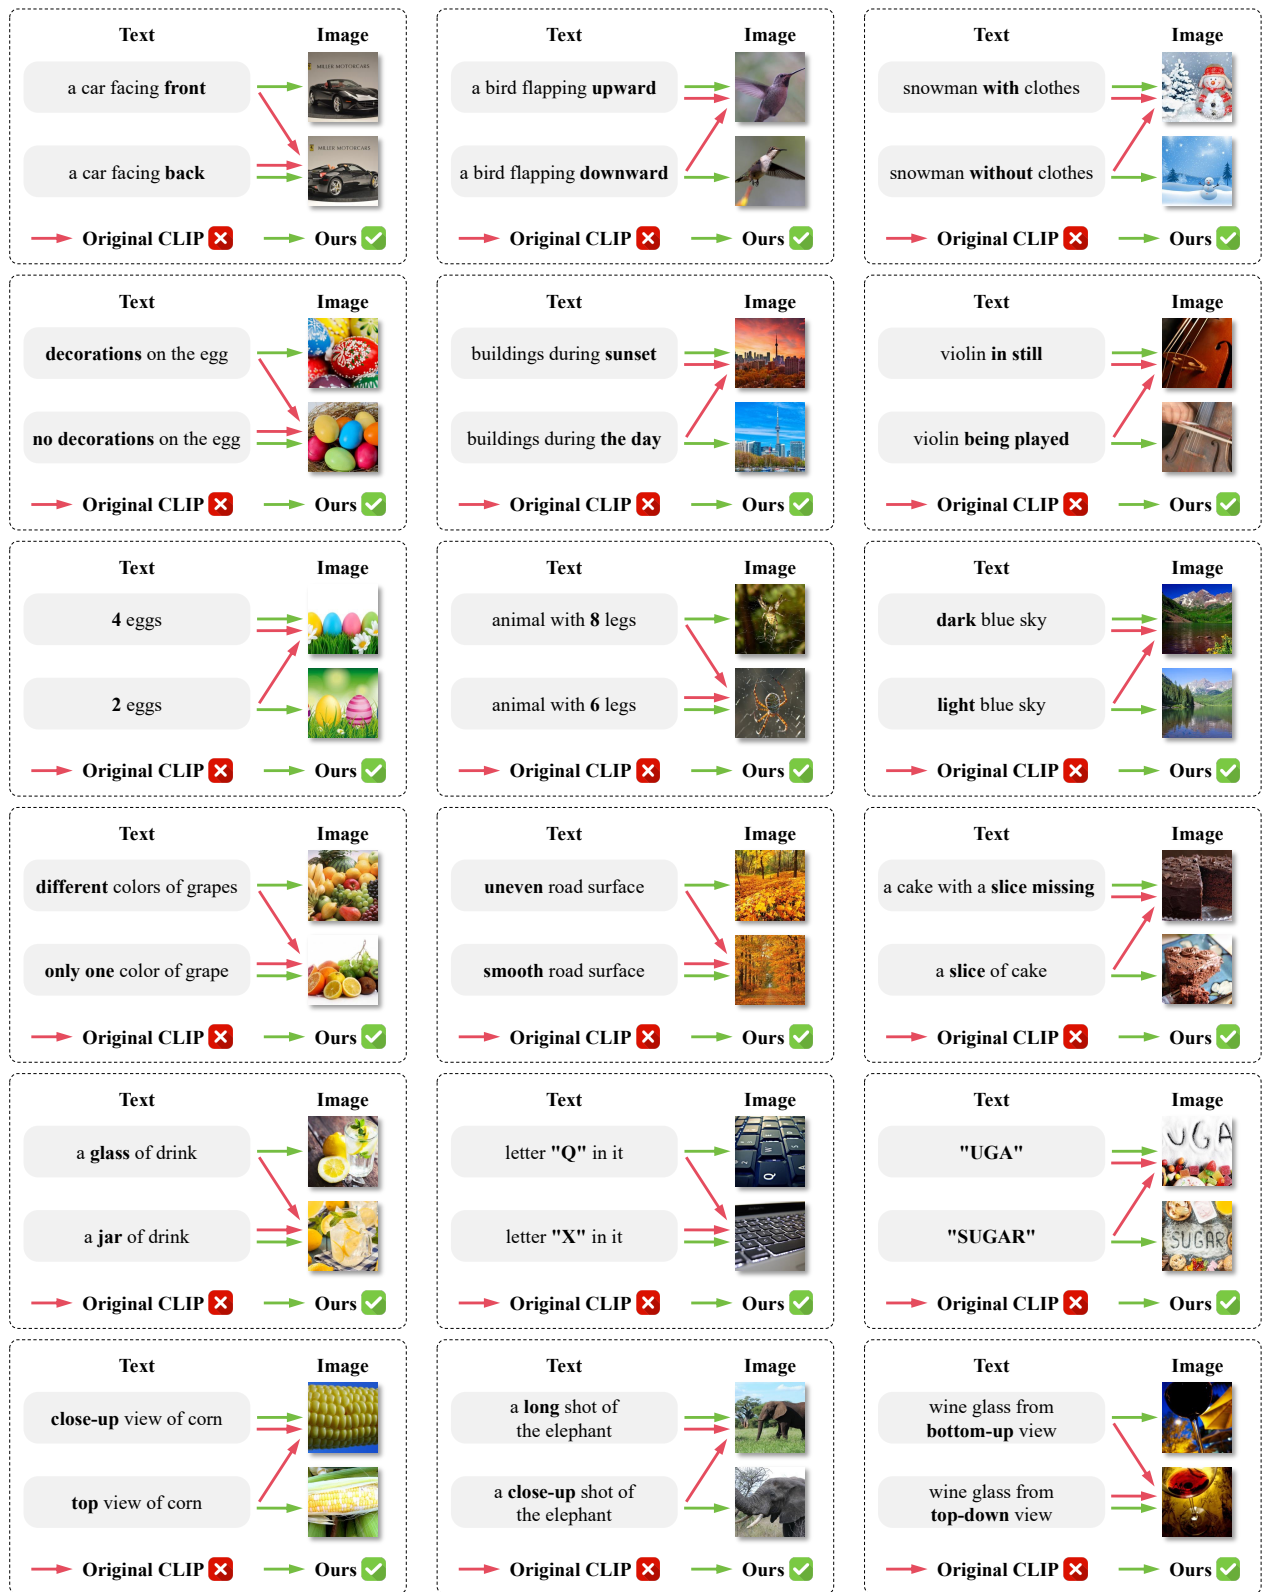 Text Image
a car facing front
MILLER MOTORCARS
a car facing back
MILLER MOTORCARS
Original CLIP Ours
Text Image
a bird flapping upward
a bird flapping downward
Original CLIP Ours
Text Image
snowman with clothes
snowman without clothes
Original CLIP Ours
Text Image
decorations on the egg
no decorations on the egg
Original CLIP Ours
Text Image
buildings during sunset
buildings during the day
Original CLIP Ours
Text Image
violin in still
violin being played
Original CLIP Ours
Text Image
4 eggs
2 eggs
Original CLIP Ours
Text Image
animal with 8 legs
animal with 6 legs
Original CLIP Ours
Text Image
dark blue sky
light blue sky
Original CLIP Ours
Text Image
different colors of grapes
only one color of grape
Original CLIP Ours
Text Image
uneven road surface
smooth road surface
Original CLIP Ours
Text Image
a cake with a slice missing
a slice of cake
Original CLIP Ours
Text Image
a glass of drink
a jar of drink
Original CLIP Ours
Text Image
letter "Q" in it
Q
letter "X" in it
Original CLIP Ours
Text Image
"UGA"
UGA
"SUGAR"
SUGAR
Original CLIP Ours
Text Image
close-up view of corn
top view of corn
Original CLIP Ours
Text Image
a long shot of
the elephant
a close-up shot of
the elephant
Original CLIP Ours
Text Image
wine glass from
bottom-up view
wine glass from
top-down view
Original CLIP Ours